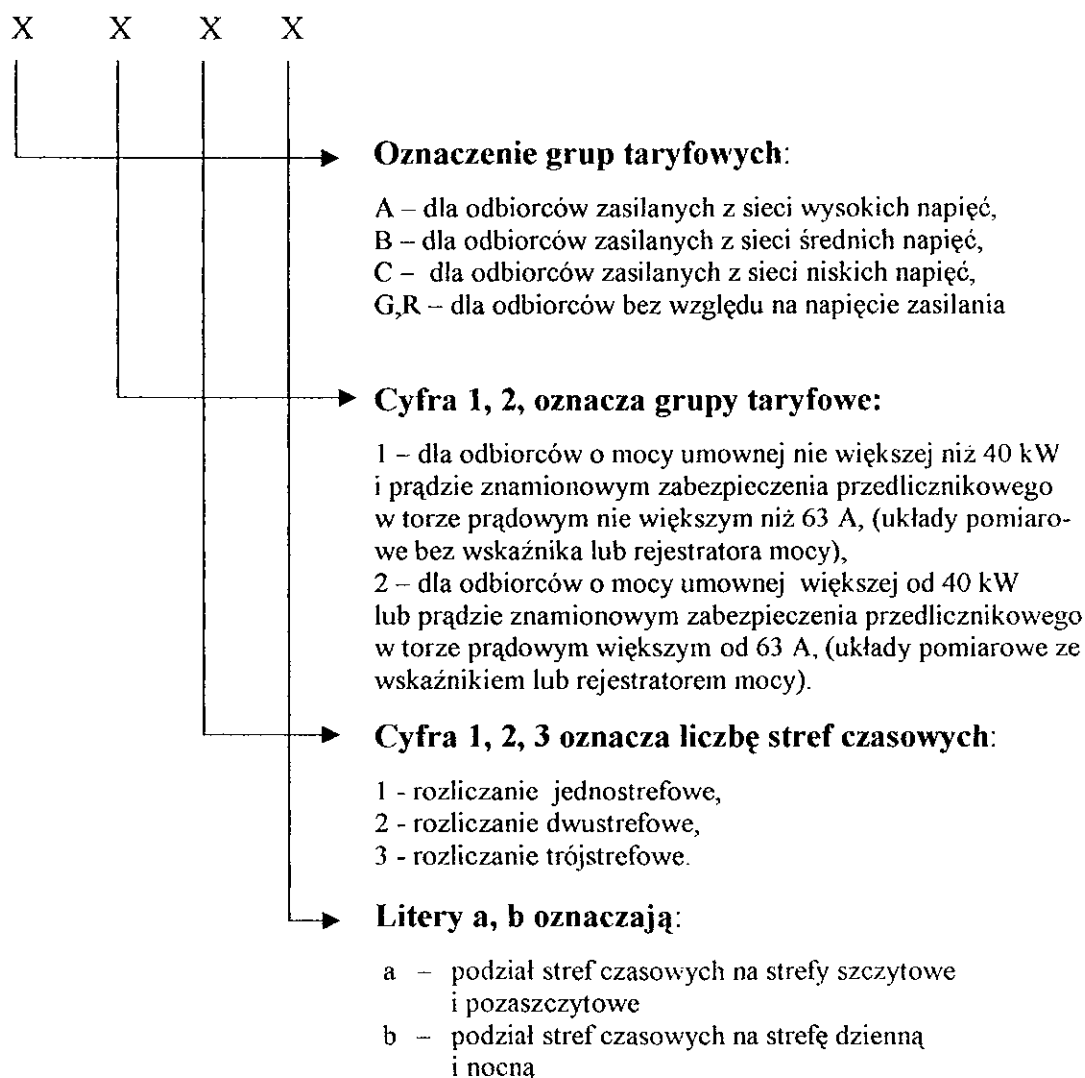 X X X X
Oznaczenie grup taryfowych:
A – dla odbiorców zasilanych z sieci wysokich napięć,
B – dla odbiorców zasilanych z sieci średnich napięć,
C – dla odbiorców zasilanych z sieci niskich napięć,
G,R – dla odbiorców bez względu na napięcie zasilania
Cyfra 1, 2, oznacza grupy taryfowe:
1 – dla odbiorców o mocy umownej nie większej niż 40 kW
i prądzie znamionowym zabezpieczenia przedlicznikowego
w torze prądowym nie większym niż 63 A, (układy pomiaro-
we bez wskaźnika lub rejestratora mocy),
2 – dla odbiorców o mocy umownej większej od 40 kW
lub prądzie znamionowym zabezpieczenia przedlicznikowego
w torze prądowym większym od 63 A, (układy pomiarowe ze
wskaźnikiem lub rejestratorem mocy).
Cyfra 1, 2, 3 oznacza liczbę stref czasowych:
1 - rozliczanie jednostrefowe,
2 - rozliczanie dwustrefowe,
3 - rozliczanie trójstrefowe.
Litery a, b oznaczają:
a – podział stref czasowych na strefy szczytowe
i pozaszczytowe
b – podział stref czasowych na strefę dzienną
i nocną